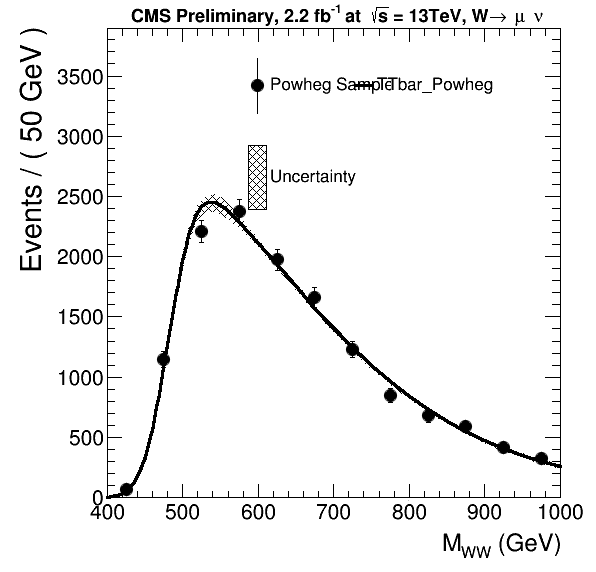 CMS Preliminary, 2.2 fb⁻¹ at √s = 13TeV, W→ μ ν
Events / ( 50 GeV )
3500
3000
2500
2000
1500
1000
500
0
Powheg Sample TTbar_Powheg
Uncertainty
400 500 600 700 800 900 1000
M_WW (GeV)